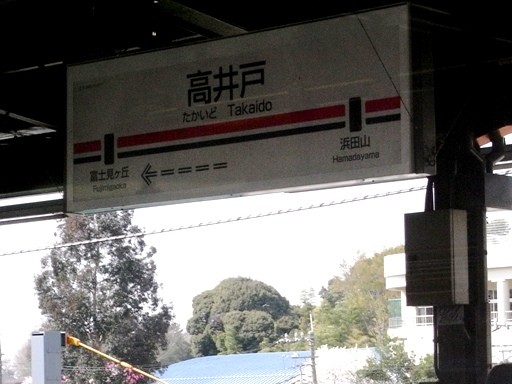 高井戸
たかいど Takaido
富士見ヶ丘
Fujimigaoka
浜田山
Hamadayama